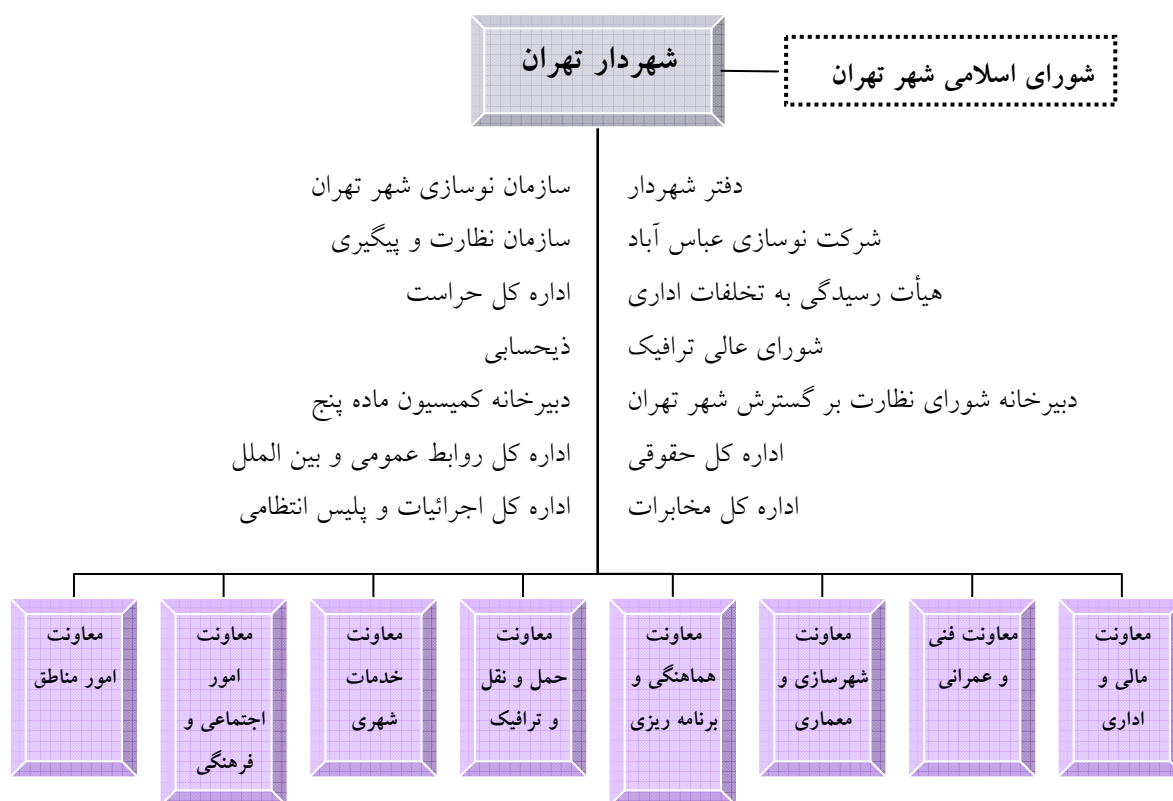 شهردار تهران
شورای اسلامی شهر تهران
دفتر شهردار
سازمان نوسازی شهر تهران
شرکت نوسازی عباس آباد
سازمان نظارت و پیگیری
هیأت رسیدگی به تخلفات اداری
اداره کل حراست
شورای عالی ترافیک
ذیحسابی
دبیرخانه شورای نظارت بر گسترش شهر تهران
دبیرخانه کمیسیون ماده پنج
اداره کل حقوقی
اداره کل روابط عمومی و بین الملل
اداره کل مخابرات
اداره کل اجرائیات و پلیس انتظامی
معاونت
مالی و
اداری
معاونت فنی
و عمرانی
معاونت
شهرسازی و
معماری
معاونت
هماهنگی و
برنامه ریزی
معاونت
حمل و نقل
و ترافیک
معاونت
خدمات
شهری
معاونت
امور
اجتماعی و
فرهنگی
معاونت
امور مناطق